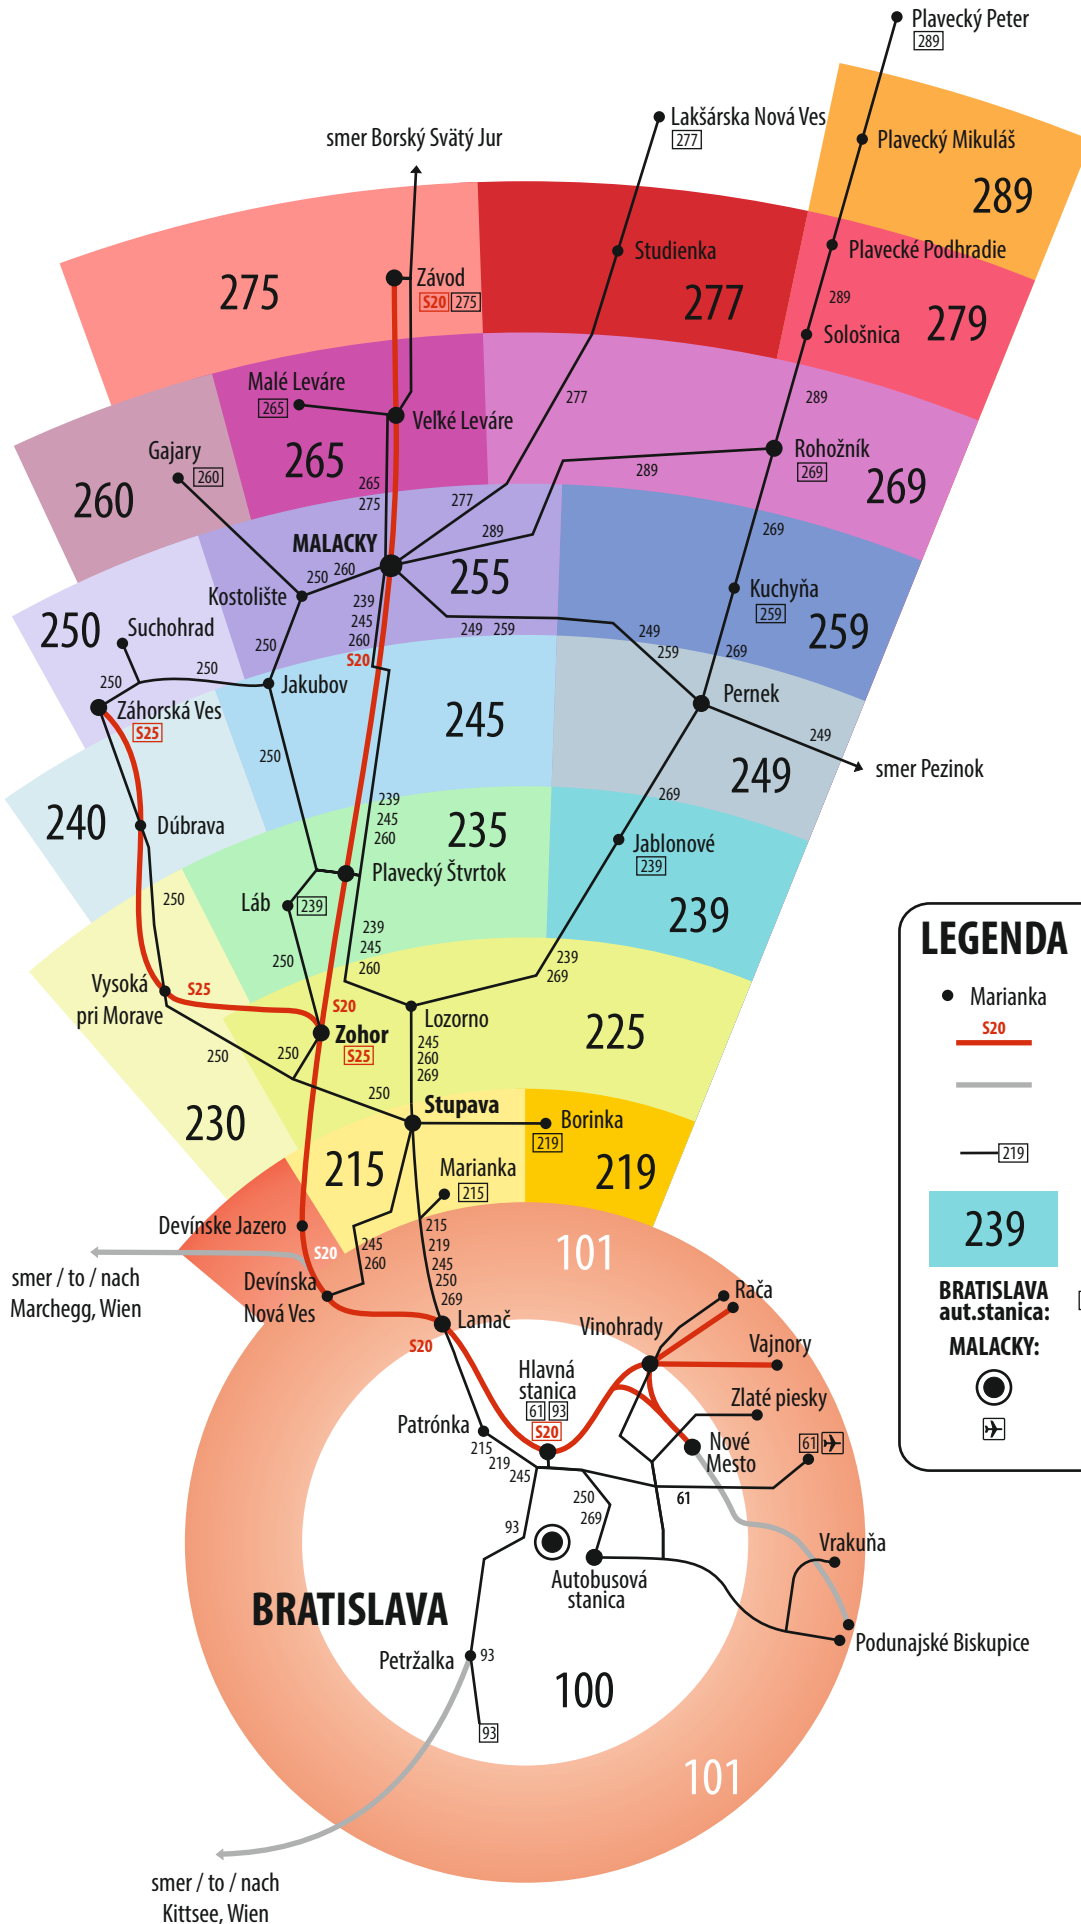 Plavecký Peter
289
Lakšárska Nová Ves
277
smer Borský Svätý Jur
Plavecký Mikuláš
289
Studienka
Plavecké Podhradie
Závod
S20 275
275
277
289
279
Sološnica
Malé Leváre
265
Veľké Leváre
277
289
Gajary
260
265
Rohožník
269
289
269
260
265
275
277
289
269
MALACKY
250 260
255
Kostolište
239
245
260
S20
Kuchyňa
259
259
250
Suchohrad
250
250
249 259
249
259
269
250
Jakubov
Pernek
Záhorská Ves
S25
245
249
smer Pezinok
250
249
240
Dúbrava
239
245
260
235
269
Jablonové
239
Plavecký Štvrtok
Láb
239
250
239
239
245
260
239
269
250
Vysoká
pri Morave
S25
S20
Lozorno
225
Zohor
S25
245
260
269
250
250
250
Stupava
Borinka
219
230
215
Marianka
215
219
Devínske Jazero
S20
245
260
215
219
245
250
269
101
smer / to / nach
Marchegg, Wien
Devínska
Nová Ves
Lamač
S20
Rača
Vinohrady
Vajnory
Hlavná
stanica
61 93
S20
Zlaté piesky
Patrónka
215
219
245
Nové
Mesto
61
250
269
61
93
Autobusová
stanica
Vrakuňa
BRATISLAVA
Petržalka
93
Podunajské Biskupice
100
93
101
smer / to / nach
Kittsee, Wien
LEGENDA
Marianka
S20
219
239
BRATISLAVA
aut.stanica:
MALACKY: